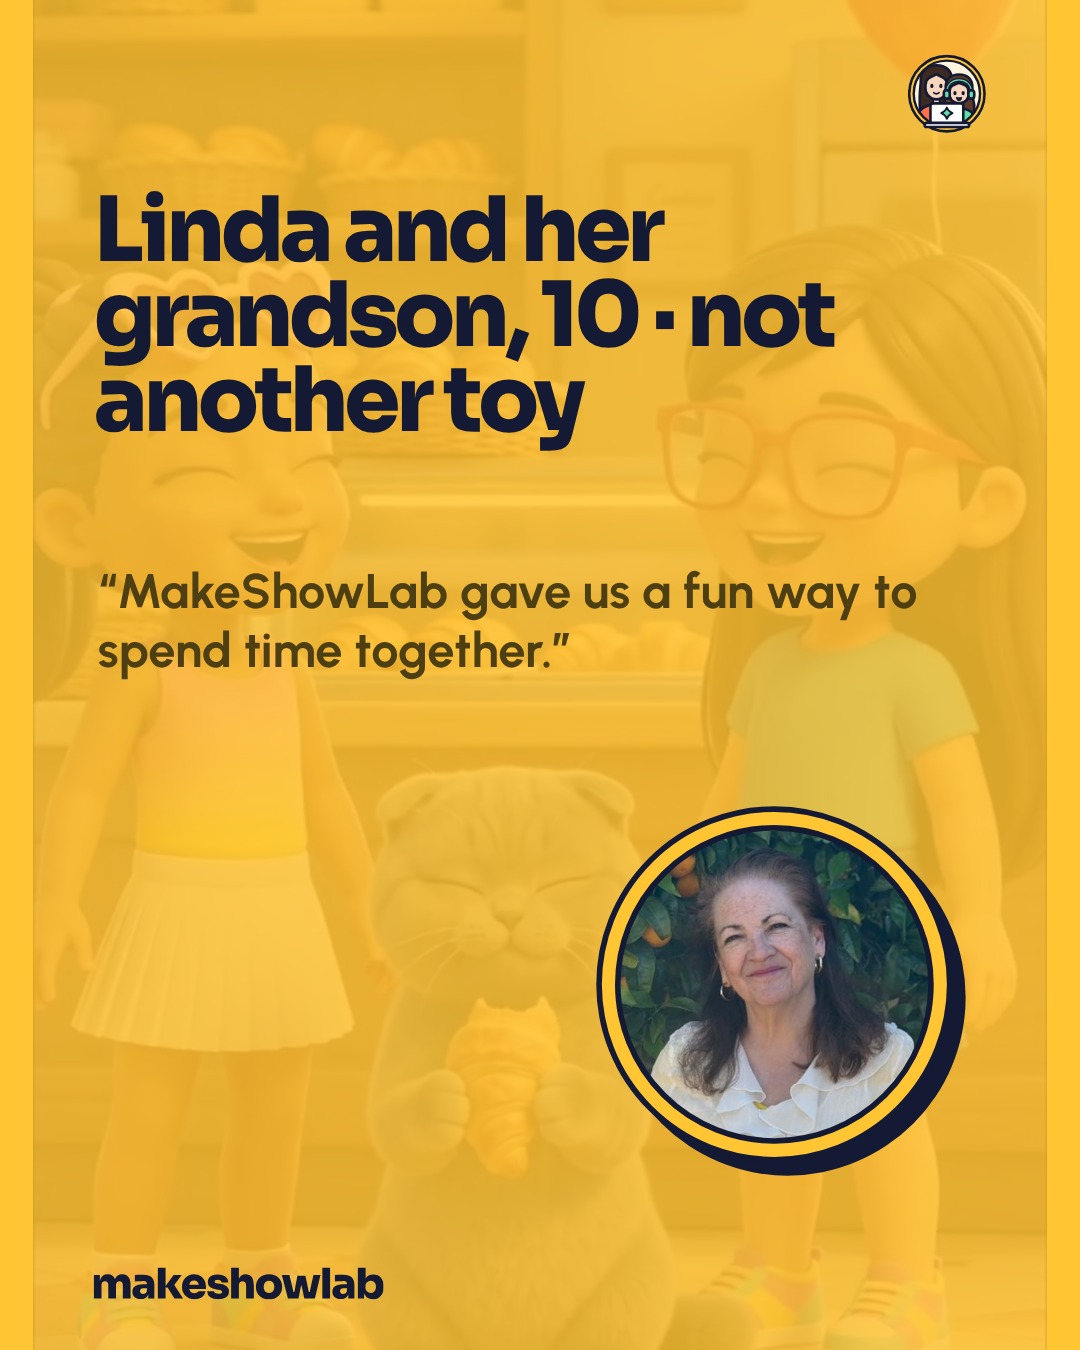 Linda and her
grandson, 10 · not
another toy
“MakeShowLab gave us a fun way to
spend time together.”
makeshowlab